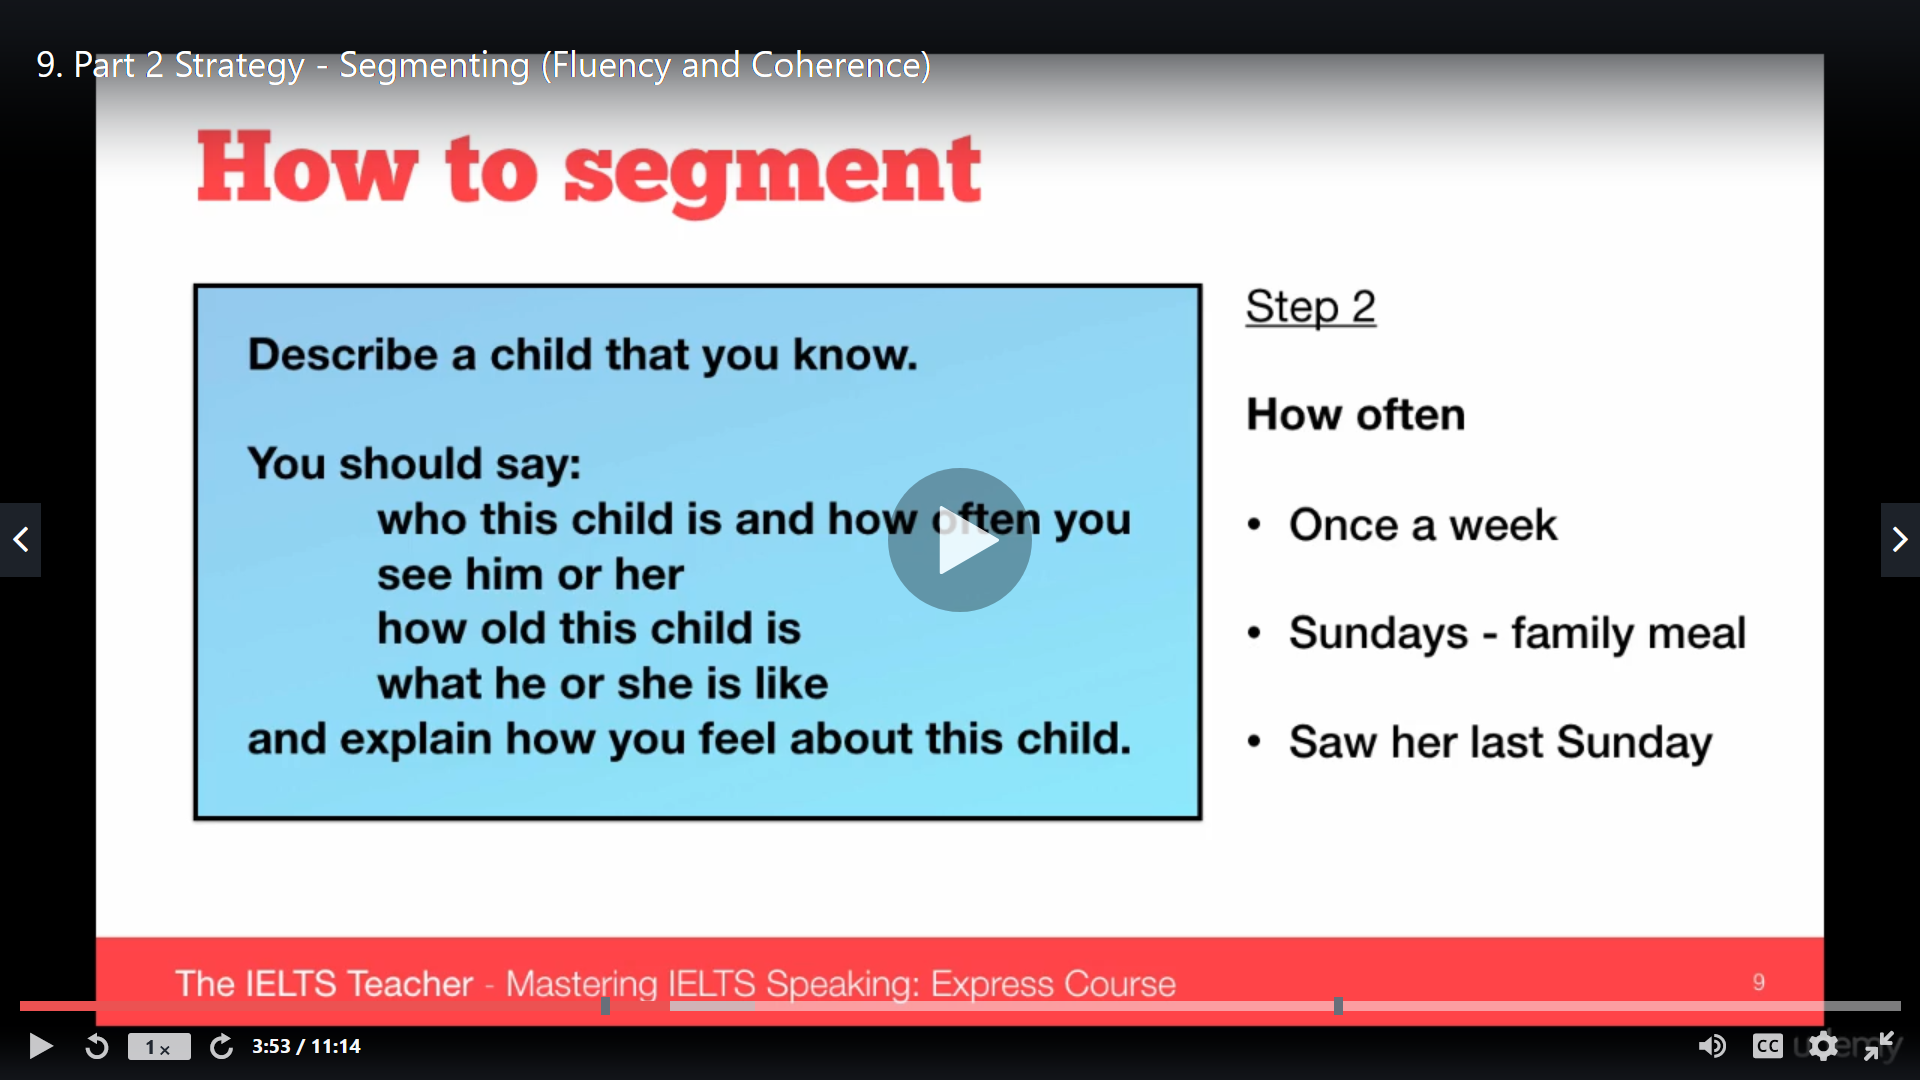 9. Part 2 Strategy - Segmenting (Fluency and Coherence)
How to segment
Describe a child that you know.
You should say:
who this child is and how often you
see him or her
how old this child is
what he or she is like
and explain how you feel about this child.
Step 2
How often
• Once a week
• Sundays - family meal
• Saw her last Sunday
The IELTS Teacher - Mastering IELTS Speaking: Express Course
9
1x
3:53 / 11:14
CC
udemy